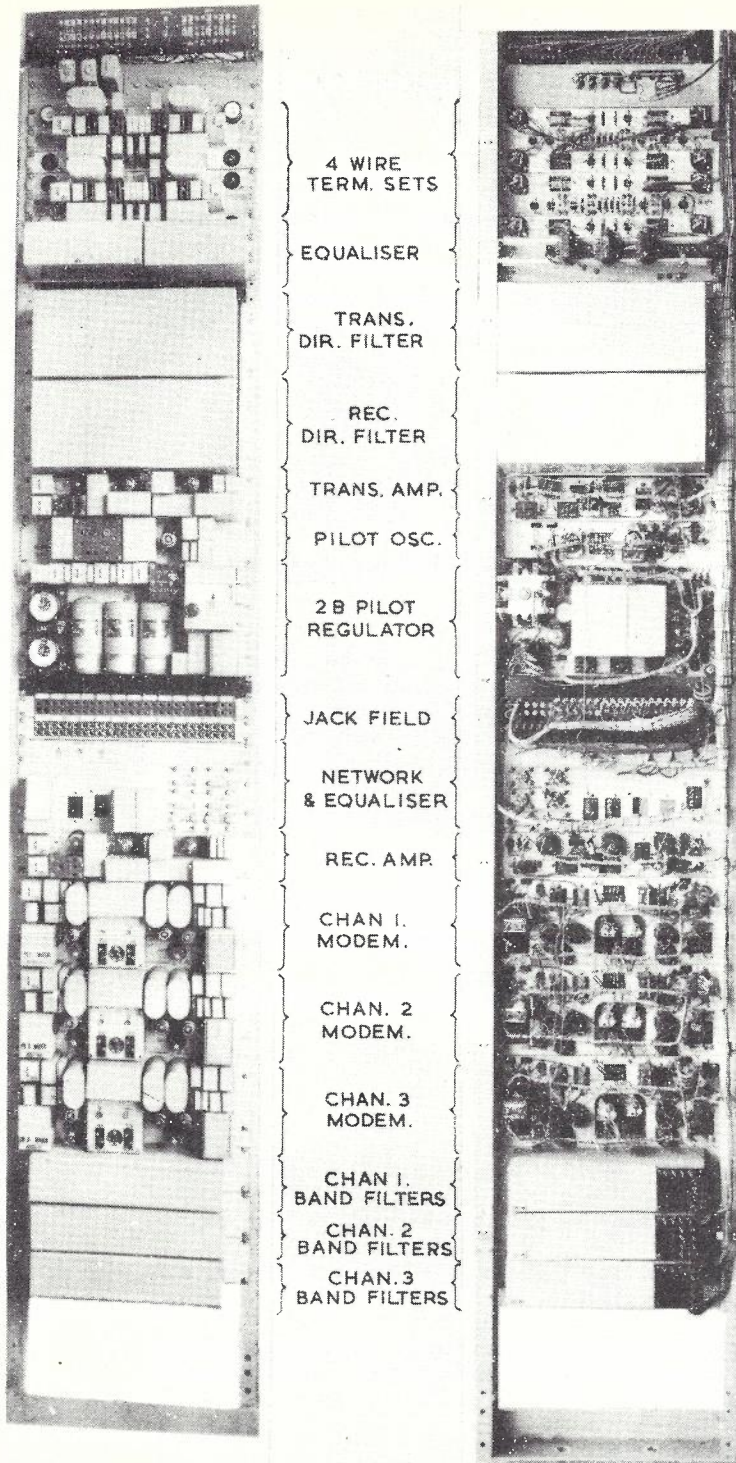 4 WIRE
TERM. SETS
EQUALISER
TRANS.
DIR. FILTER
REC.
DIR. FILTER
TRANS. AMP.
PILOT OSC.
2B PILOT
REGULATOR
JACK FIELD
NETWORK
& EQUALISER
REC. AMP.
CHAN 1.
MODEM.
CHAN. 2
MODEM.
CHAN. 3
MODEM.
CHAN 1.
BAND FILTERS
CHAN. 2
BAND FILTERS
CHAN. 3
BAND FILTERS